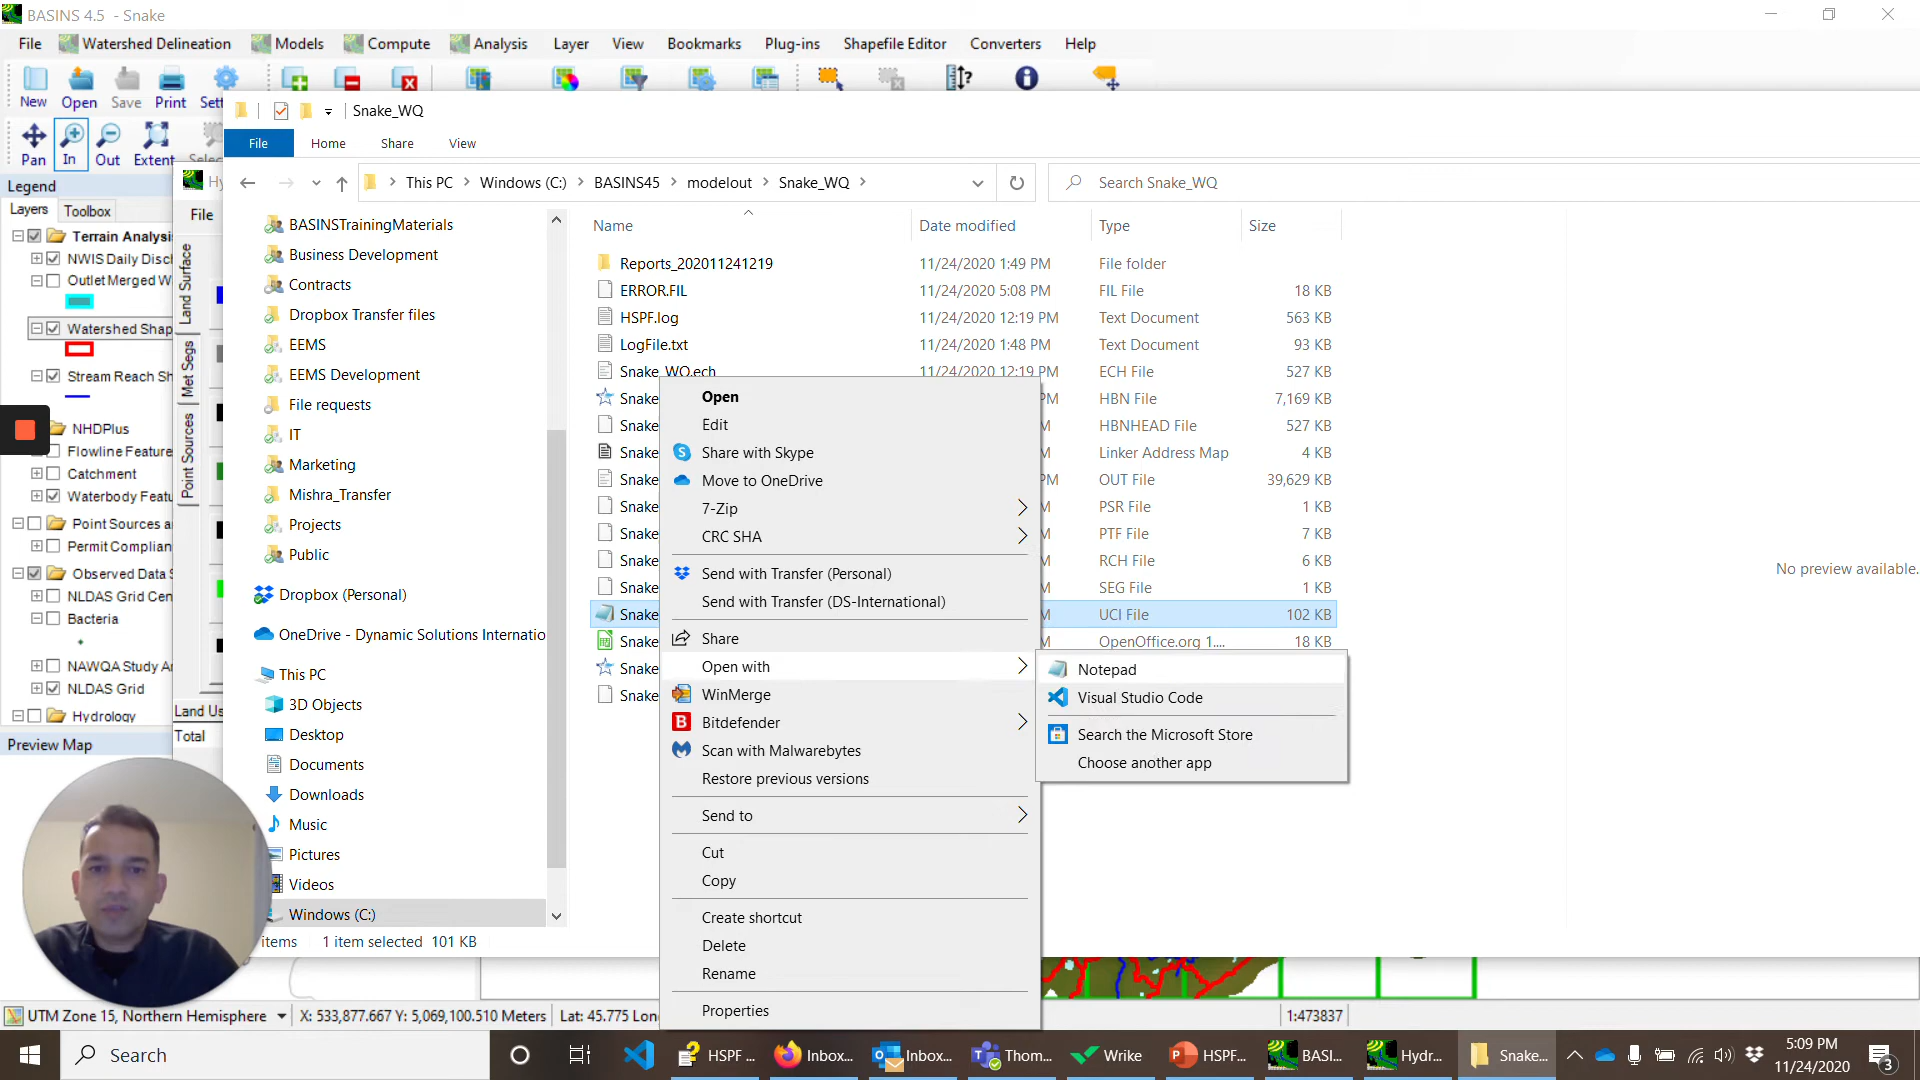 BASINS 4.5 - Snake
File Watershed Delineation Models Compute Analysis Layer View Bookmarks Plug-ins Shapefile Editor Converters Help
New Open Save Print Sett
Pan In Out Extent Selec
Snake_WQ
File Home Share View
This PC Windows (C:) BASINS45 modelout Snake_WQ
Search Snake_WQ
Legend
Layers Toolbox
Terrain Analysi
NWIS Daily Disch
Outlet Merged W
Watershed Shap
Stream Reach Sh
NHDPlus
Flowline Feature
Catchment
Waterbody Featu
Point Sources a
Permit Complian
Observed Data S
NLDAS Grid Cen
Bacteria
NAWQA Study Ar
NLDAS Grid
Hydrology
Preview Map
Hy
File
Land Surface
Met Segs
Point Sources
Land Us
Total
BASINSTrainingMaterials
Business Development
Contracts
Dropbox Transfer files
EEMS
EEMS Development
File requests
IT
Marketing
Mishra_Transfer
Projects
Public
Dropbox (Personal)
OneDrive - Dynamic Solutions Internatio
This PC
3D Objects
Desktop
Documents
Downloads
Music
Pictures
Videos
Windows (C:)
items 1 item selected 101 KB
Name Date modified Type Size
Reports_202011241219 11/24/2020 1:49 PM File folder
ERROR.FIL 11/24/2020 5:08 PM FIL File 18 KB
HSPF.log 11/24/2020 12:19 PM Text Document 563 KB
LogFile.txt 11/24/2020 1:48 PM Text Document 93 KB
Snake_WQ.ech 11/24/2020 12:19 PM ECH File 527 KB
Snake PM HBN File 7,169 KB
Snake M HBNHEAD File 527 KB
Snake Linker Address Map 4 KB
Snake PM OUT File 39,629 KB
Snake M PSR File 1 KB
Snake M PTF File 7 KB
Snake M RCH File 6 KB
Snake M SEG File 1 KB
Snake M UCI File 102 KB
Snake M OpenOffice.org 1.... 18 KB
Snake
Snake
No preview available.
Open
Edit
Share with Skype
Move to OneDrive
7-Zip
CRC SHA
Send with Transfer (Personal)
Send with Transfer (DS-International)
Share
Open with
WinMerge
Bitdefender
Scan with Malwarebytes
Restore previous versions
Send to
Cut
Copy
Create shortcut
Delete
Rename
Properties
Notepad
Visual Studio Code
Search the Microsoft Store
Choose another app
UTM Zone 15, Northern Hemisphere X: 533,877.667 Y: 5,069,100.510 Meters Lat: 45.775 Lon 1:473837
Search HSPF ... Inbox... Inbox... Thom... Wrike HSPF... BASI... Hydr... Snake... 5:09 PM
11/24/2020 3